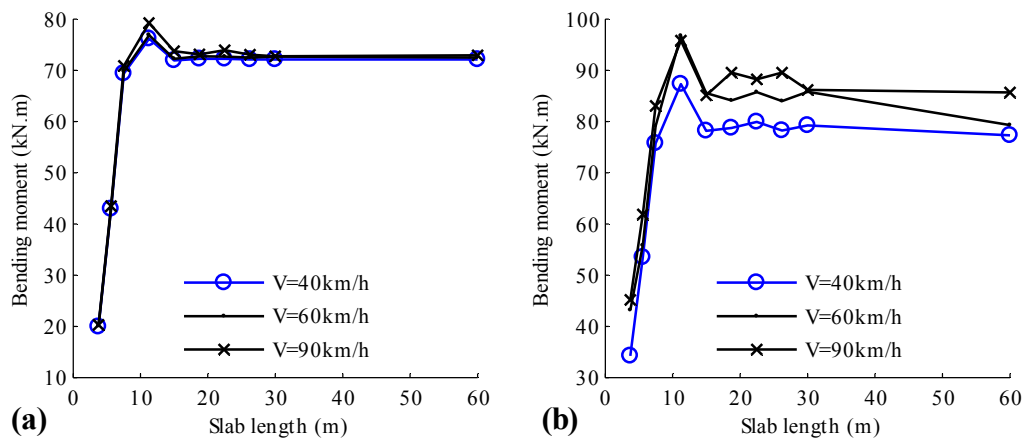 80
70
60
50
40
30
20
10
Bending moment (kN.m)
V=40km/h
V=60km/h
V=90km/h
0 10 20 30 40 50 60
Slab length (m)
(a)
100
90
80
70
60
50
40
30
Bending moment (kN.m)
V=40km/h
V=60km/h
V=90km/h
0 10 20 30 40 50 60
Slab length (m)
(b)